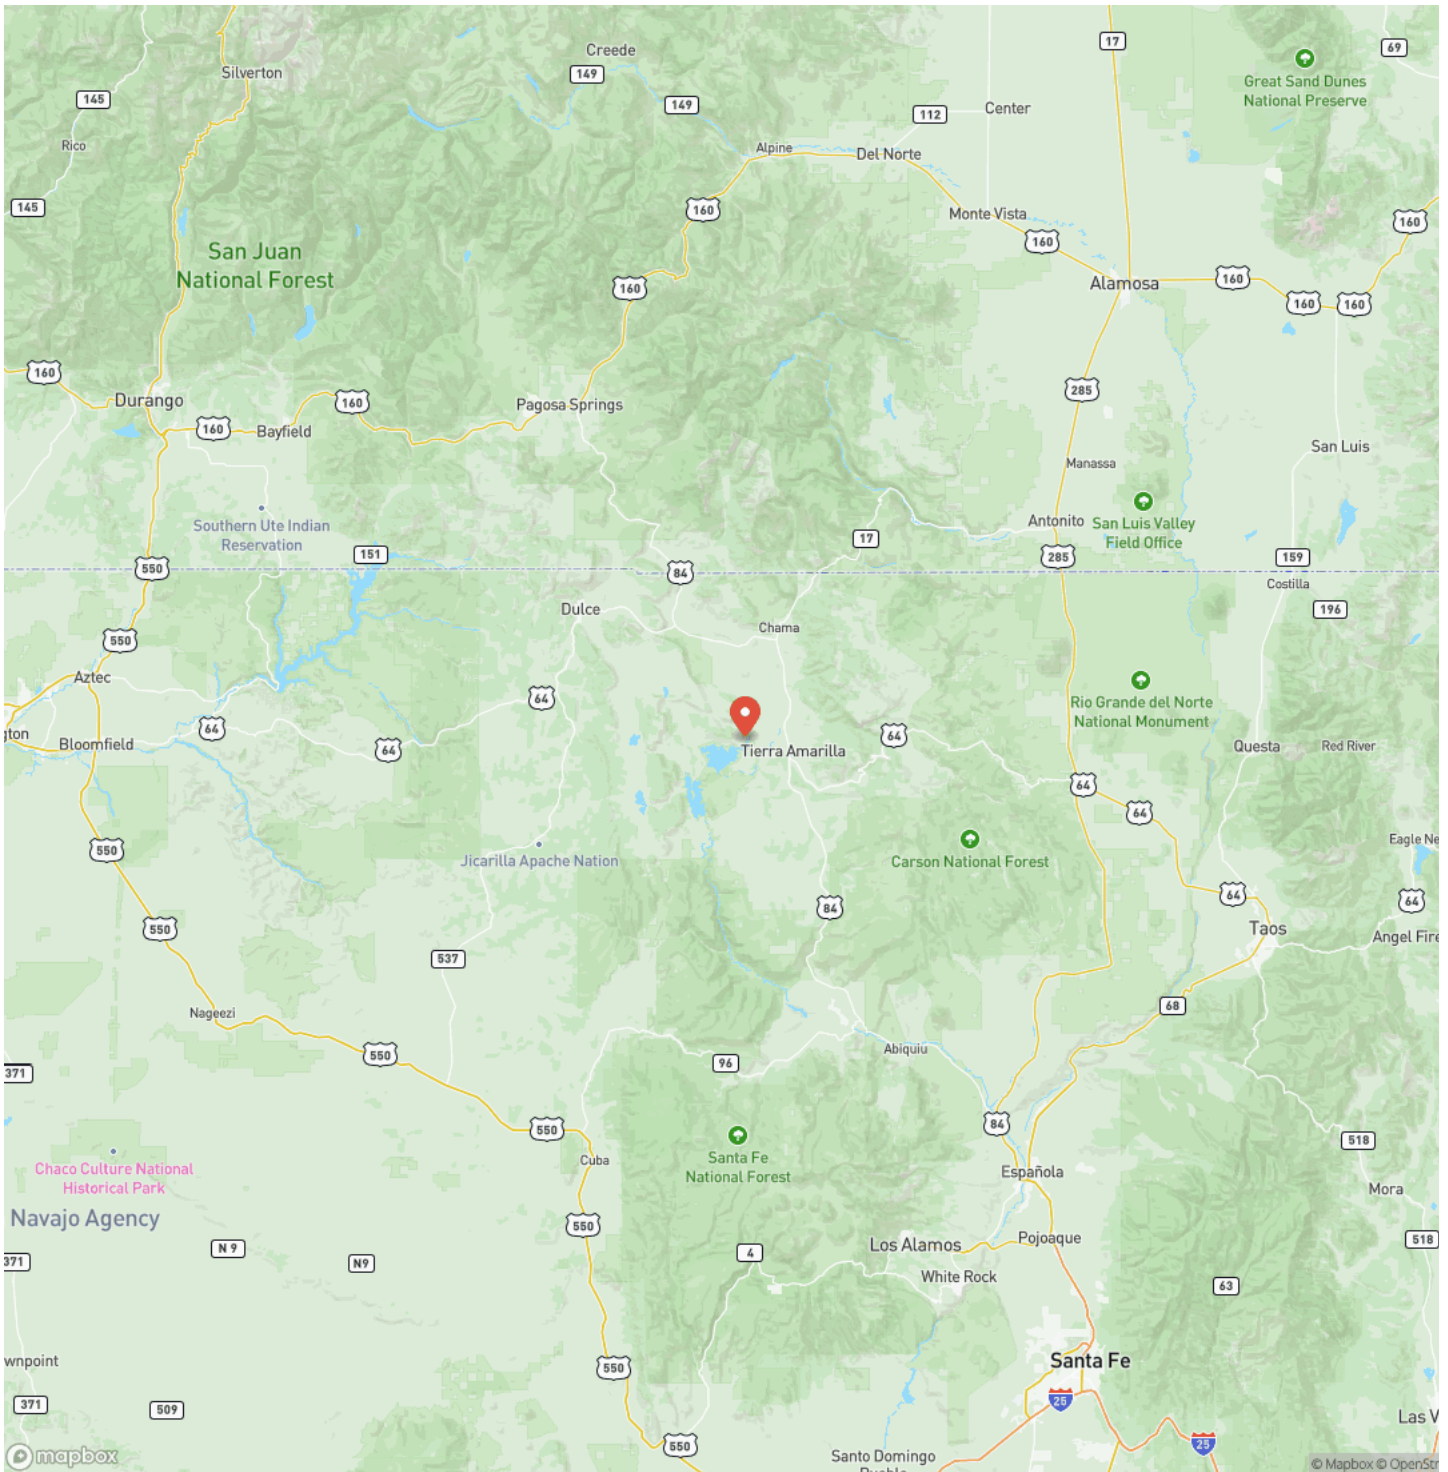 Creede
17
69
Silverton
149
Great Sand Dunes
National Preserve
145
149
112
Center
Rico
Alpine
Del Norte
145
160
Monte Vista
160
160
San Juan
National Forest
160
Alamosa
160
160
160
160
Durango
160
Pagosa Springs
285
160
Bayfield
San Luis
Manassa
Southern Ute Indian
Reservation
Antonito
San Luis Valley
Field Office
17
151
550
84
285
159
Costilla
Dulce
196
Chama
550
Aztec
64
Rio Grande del Norte
National Monument
gton
Bloomfield
64
64
64
Tierra Amarilla
Questa
Red River
64
64
550
Jicarilla Apache Nation
Carson National Forest
Eagle Ne
64
64
84
550
Taos
Angel Fire
537
68
Nageezi
550
Abiquiu
96
371
84
550
518
Cuba
Santa Fe
National Forest
Española
Chaco Culture National
Historical Park
Mora
Navajo Agency
550
N 9
N9
371
4
Los Alamos
Pojoaque
518
White Rock
63
wnpoint
Santa Fe
550
371
509
25
Las V
550
25
Santo Domingo
mapbox
© Mapbox © OpenStr